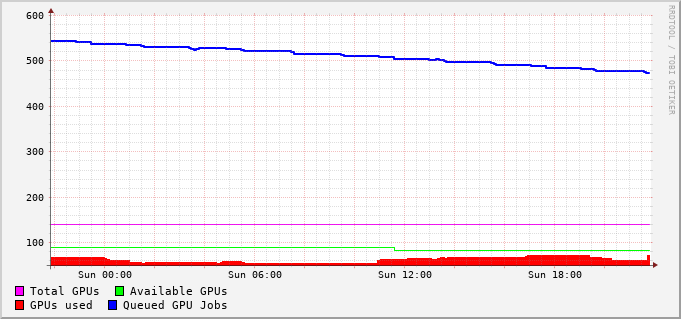 600
500
400
300
200
100
Sun 00:00 Sun 06:00 Sun 12:00 Sun 18:00
Total GPUs Available GPUs
GPUs used Queued GPU Jobs
RRDTOOL / TOBI OETIKER